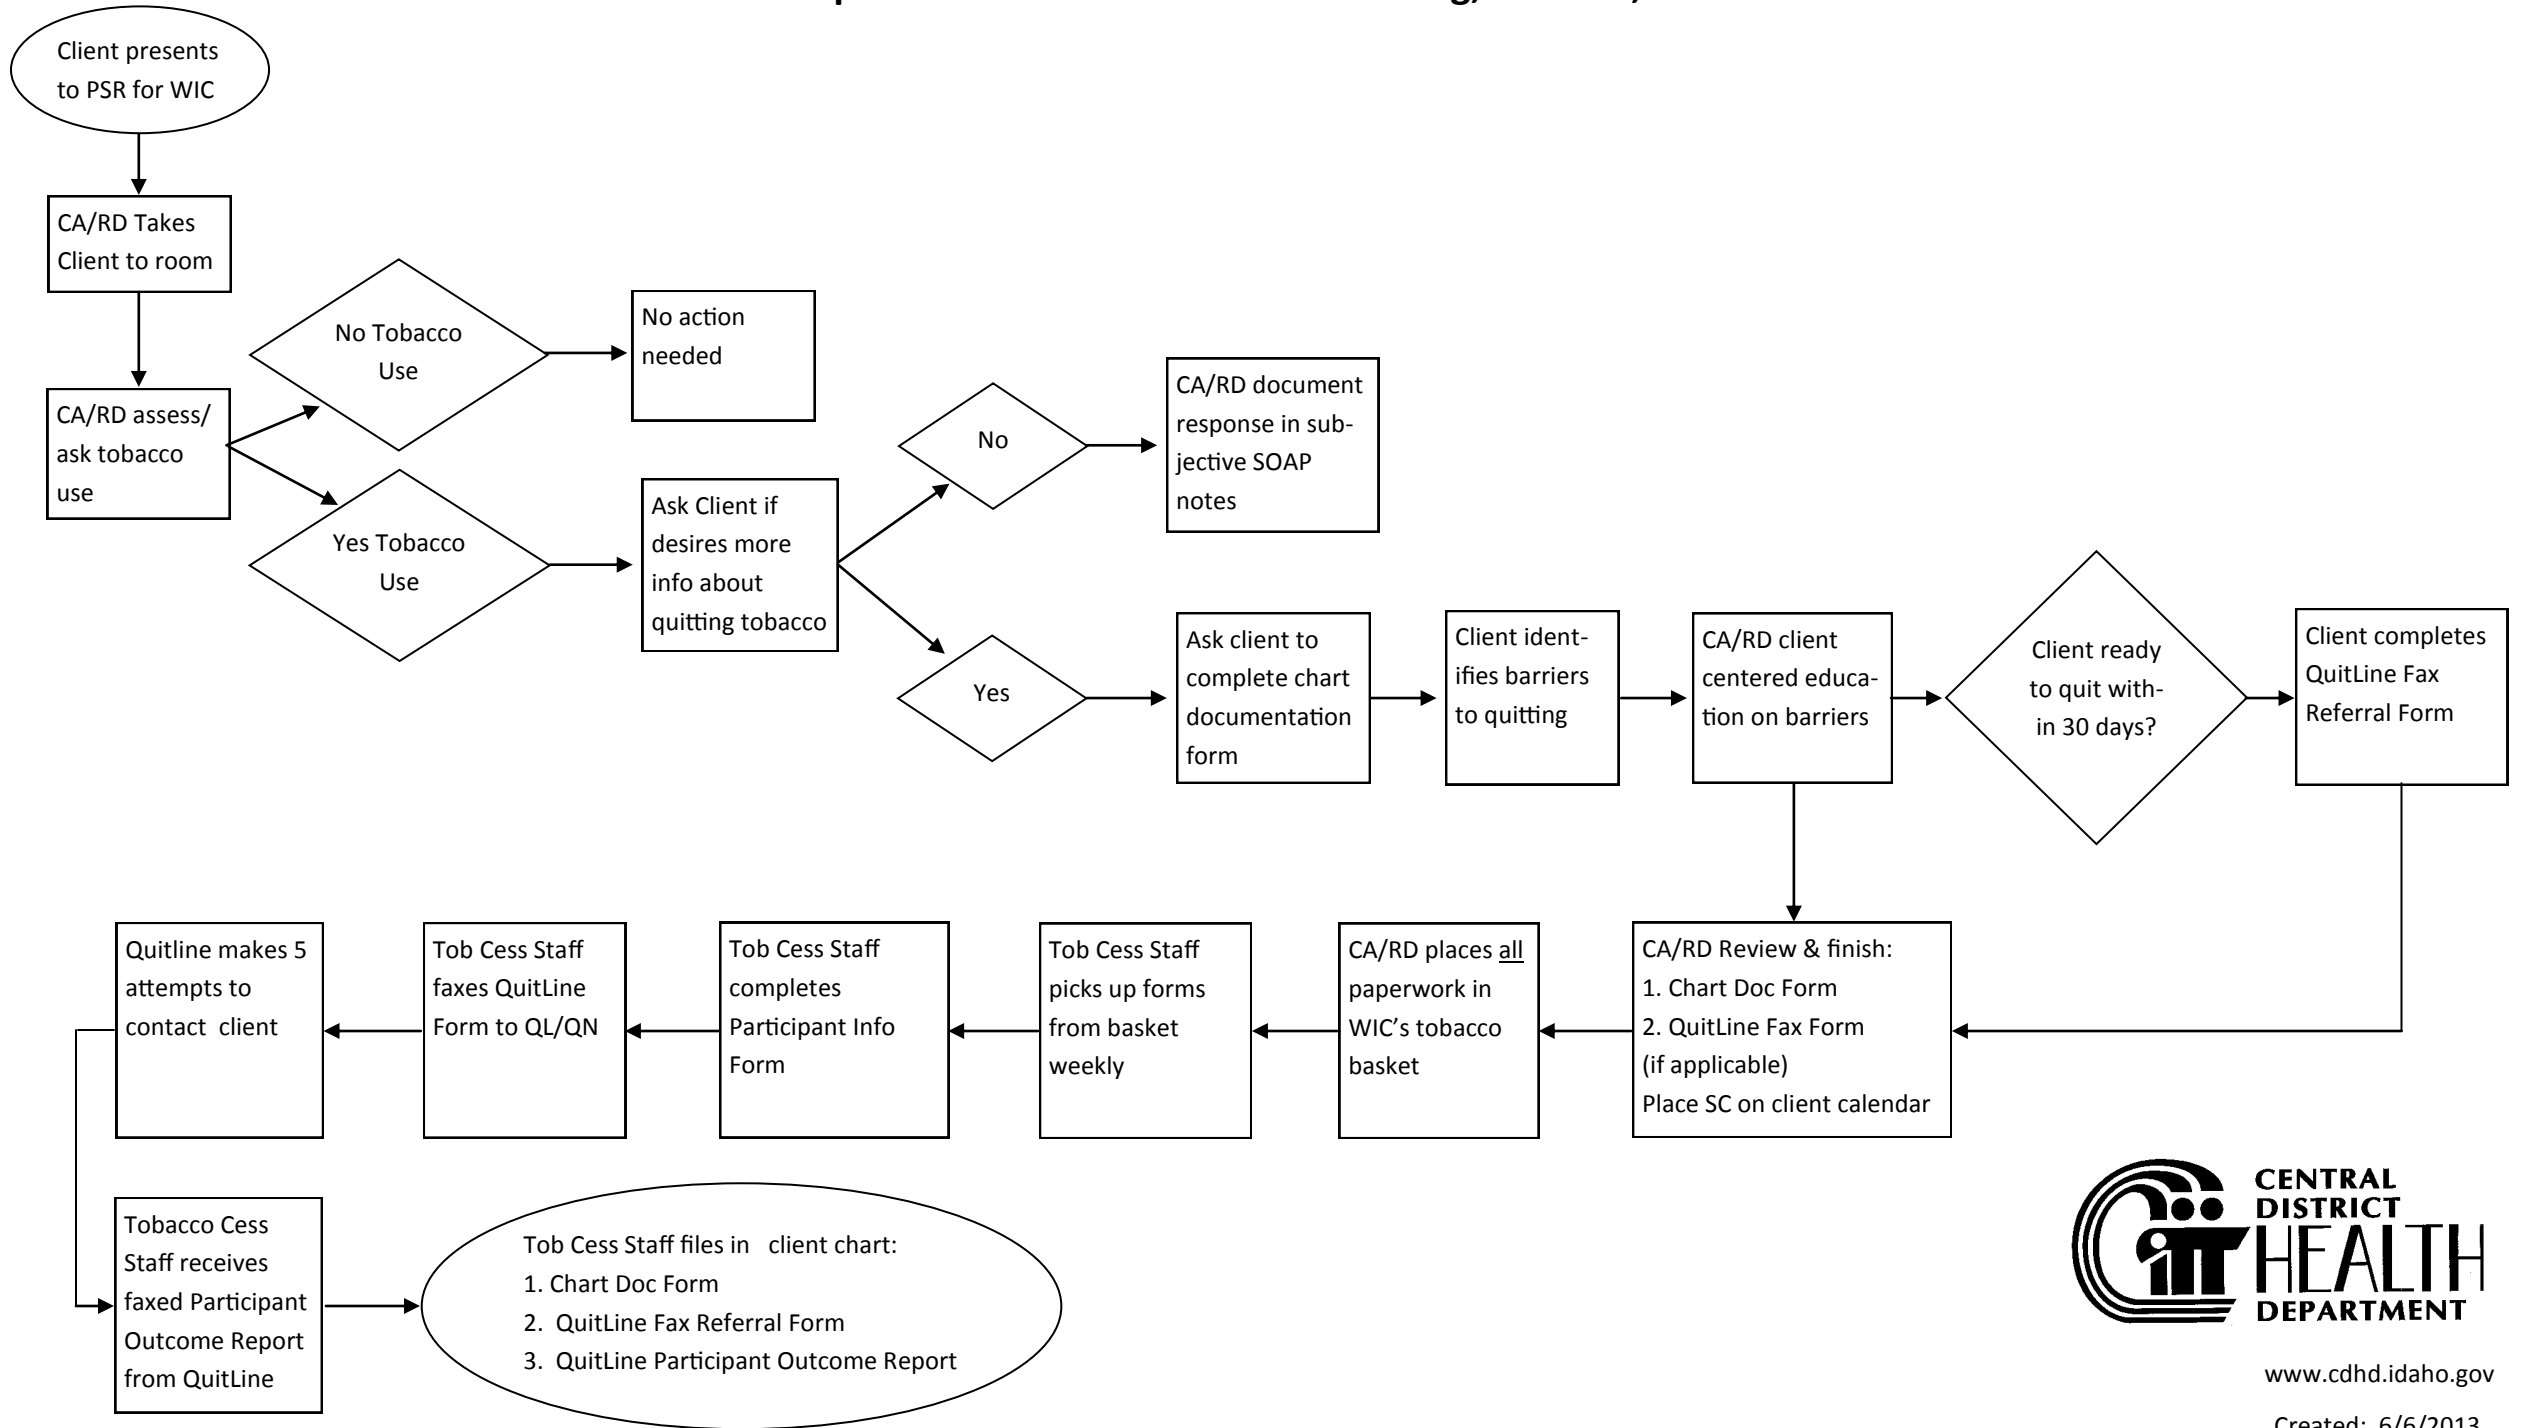 Client presents
to PSR for WIC
CA/RD Takes
Client to room
CA/RD assess/
ask tobacco
use
No Tobacco
Use
No action
needed
Yes Tobacco
Use
Ask Client if
desires more
info about
quitting tobacco
No
CA/RD document
response in sub-
jective SOAP
notes
Yes
Ask client to
complete chart
documentation
form
Client ident-
ifies barriers
to quitting
CA/RD client
centered educa-
tion on barriers
Client ready
to quit with-
in 30 days?
Client completes
QuitLine Fax
Referral Form
CA/RD Review & finish:
1. Chart Doc Form
2. QuitLine Fax Form
(if applicable)
Place SC on client calendar
CA/RD places all
paperwork in
WIC’s tobacco
basket
Tob Cess Staff
picks up forms
from basket
weekly
Tob Cess Staff
completes
Participant Info
Form
Tob Cess Staff
faxes QuitLine
Form to QL/QN
Quitline makes 5
attempts to
contact client
Tobacco Cess
Staff receives
faxed Participant
Outcome Report
from QuitLine
Tob Cess Staff files in client chart:
1. Chart Doc Form
2. QuitLine Fax Referral Form
3. QuitLine Participant Outcome Report
CENTRAL
DISTRICT
HEALTH
DEPARTMENT
www.cdhd.idaho.gov
Created: 6/6/2013